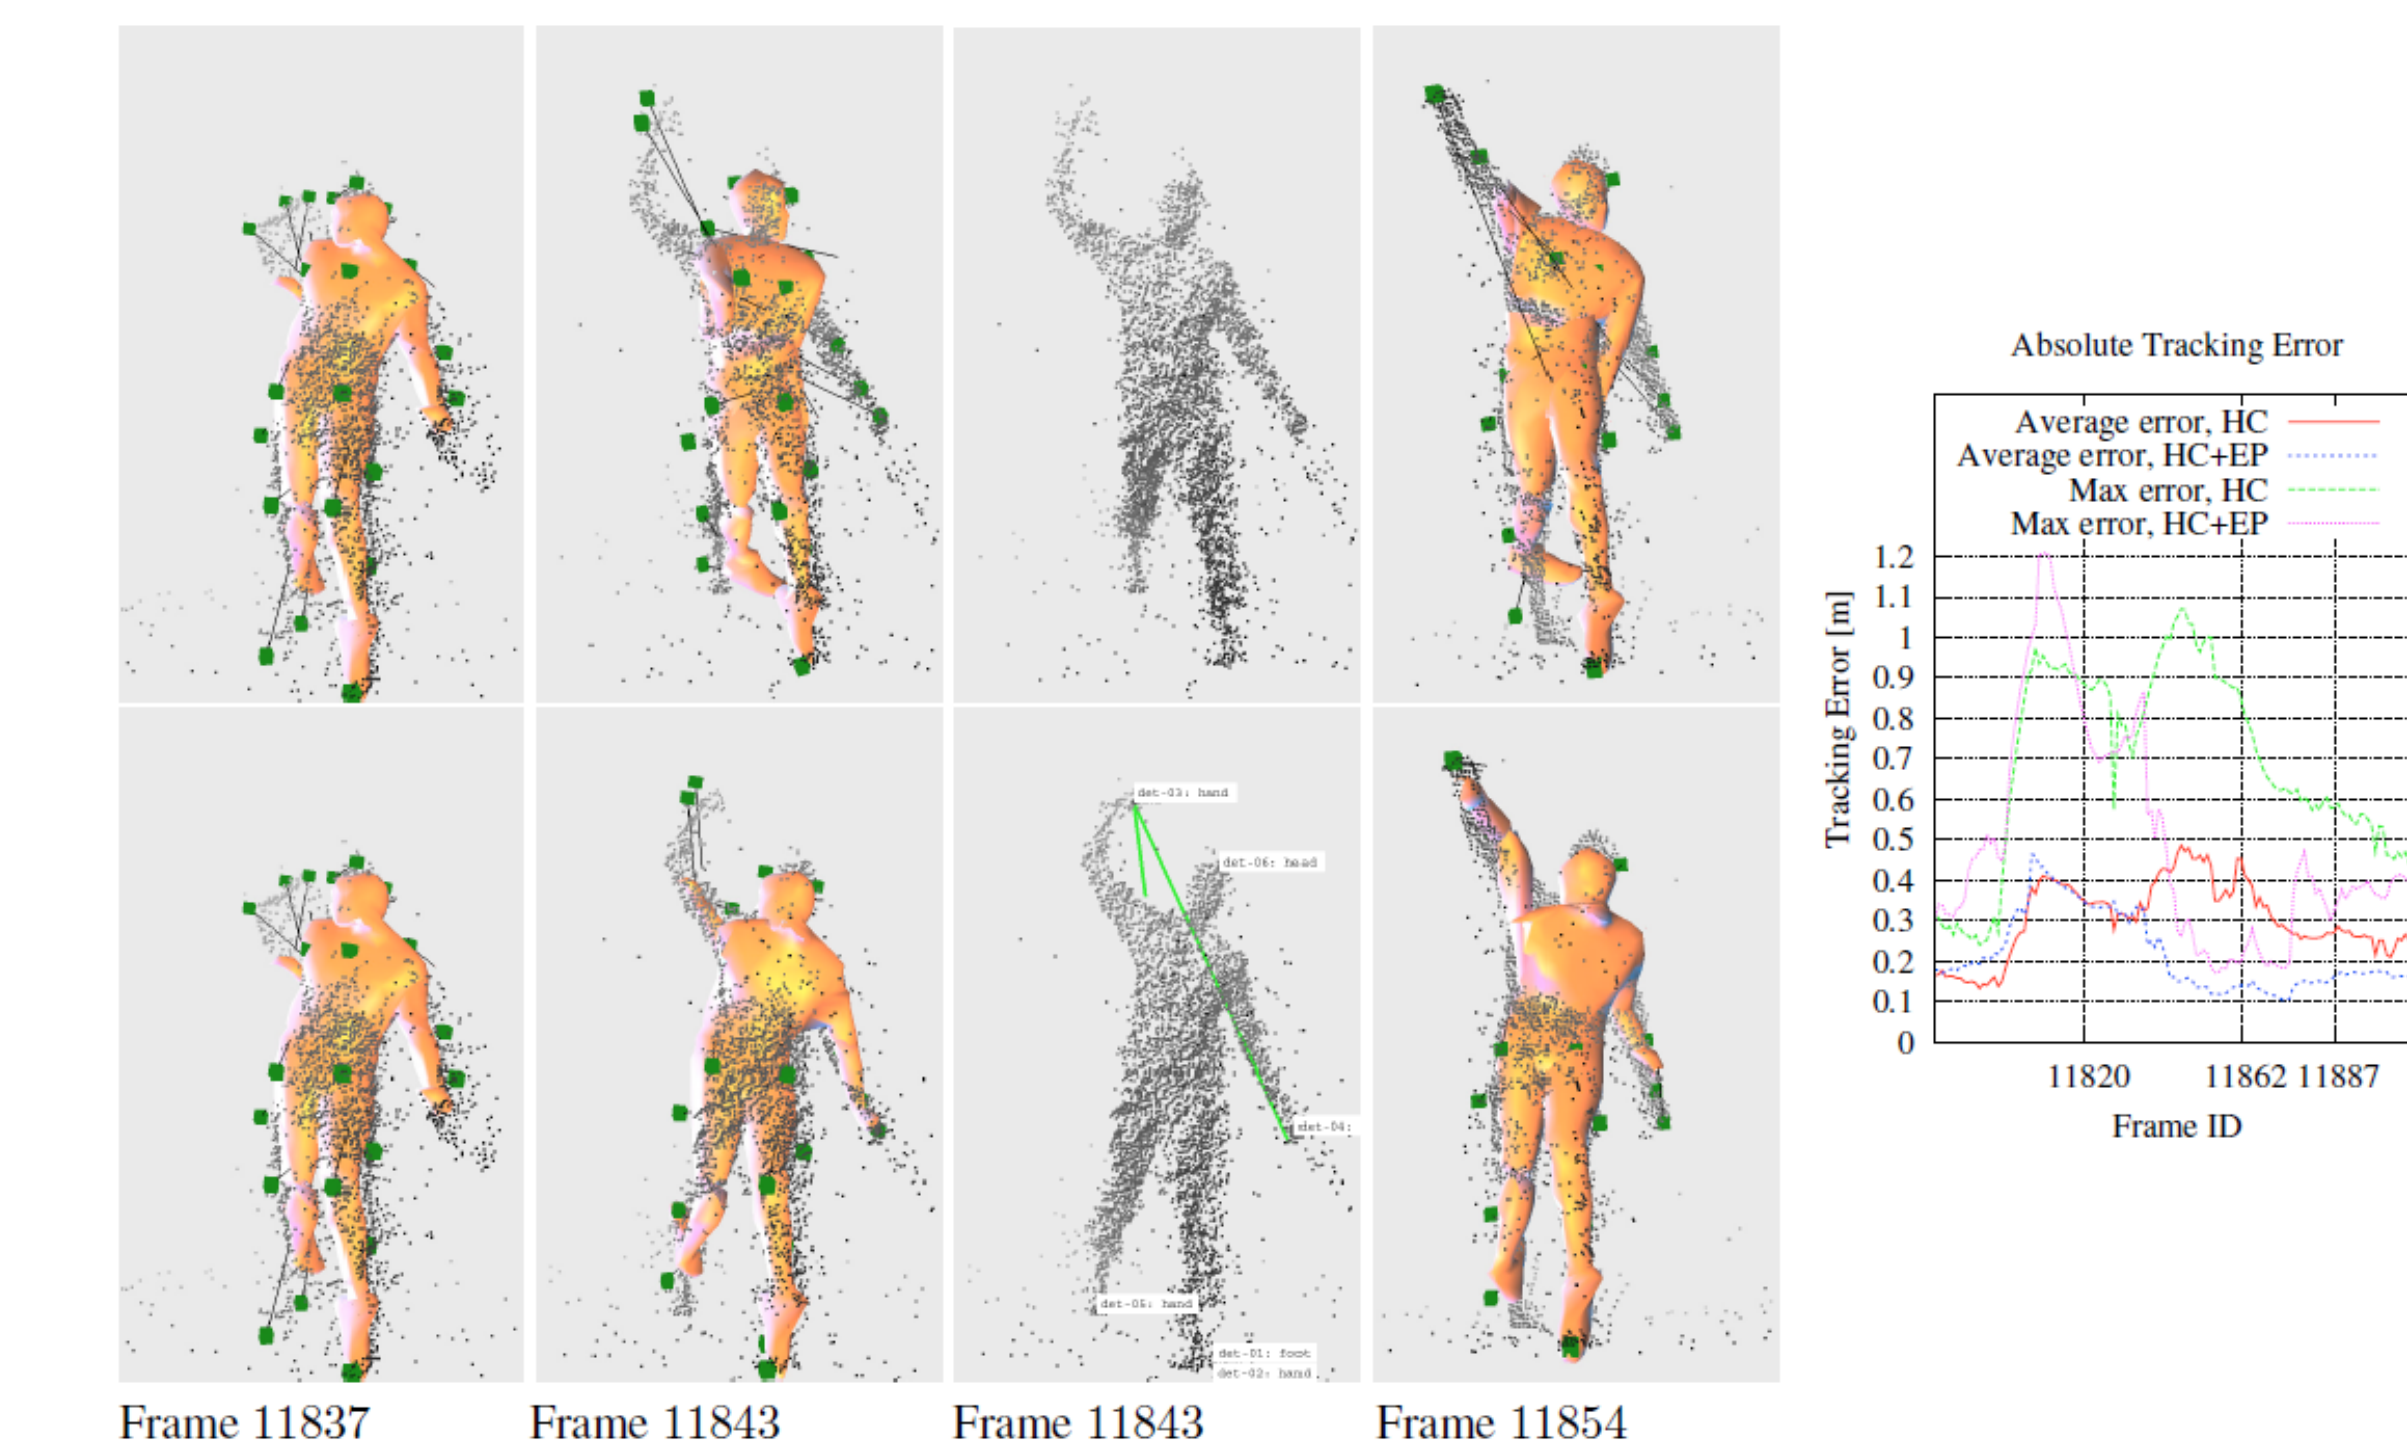 det-03: hand
det-06: head
det-04:
det-05: hand
det-01: foot
det-02: hand
Frame 11837
Frame 11843
Frame 11843
Frame 11854
Absolute Tracking Error
Average error, HC
Average error, HC+EP
Max error, HC
Max error, HC+EP
Tracking Error [m]
1.2
1.1
1
0.9
0.8
0.7
0.6
0.5
0.4
0.3
0.2
0.1
0
11820 11862 11887
Frame ID